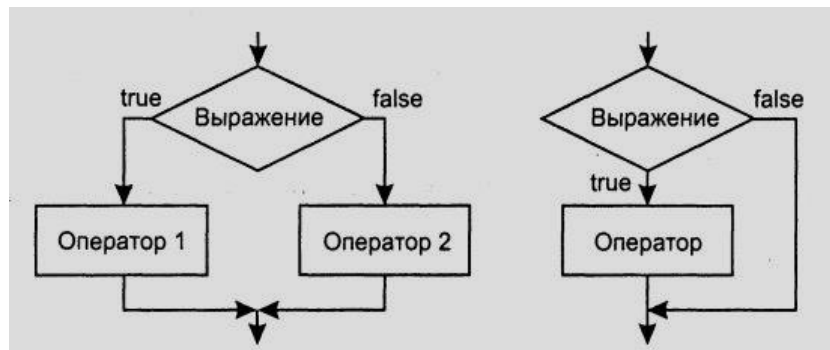 true
false
Выражение
Оператор 1
Оператор 2
Выражение
false
true
Оператор